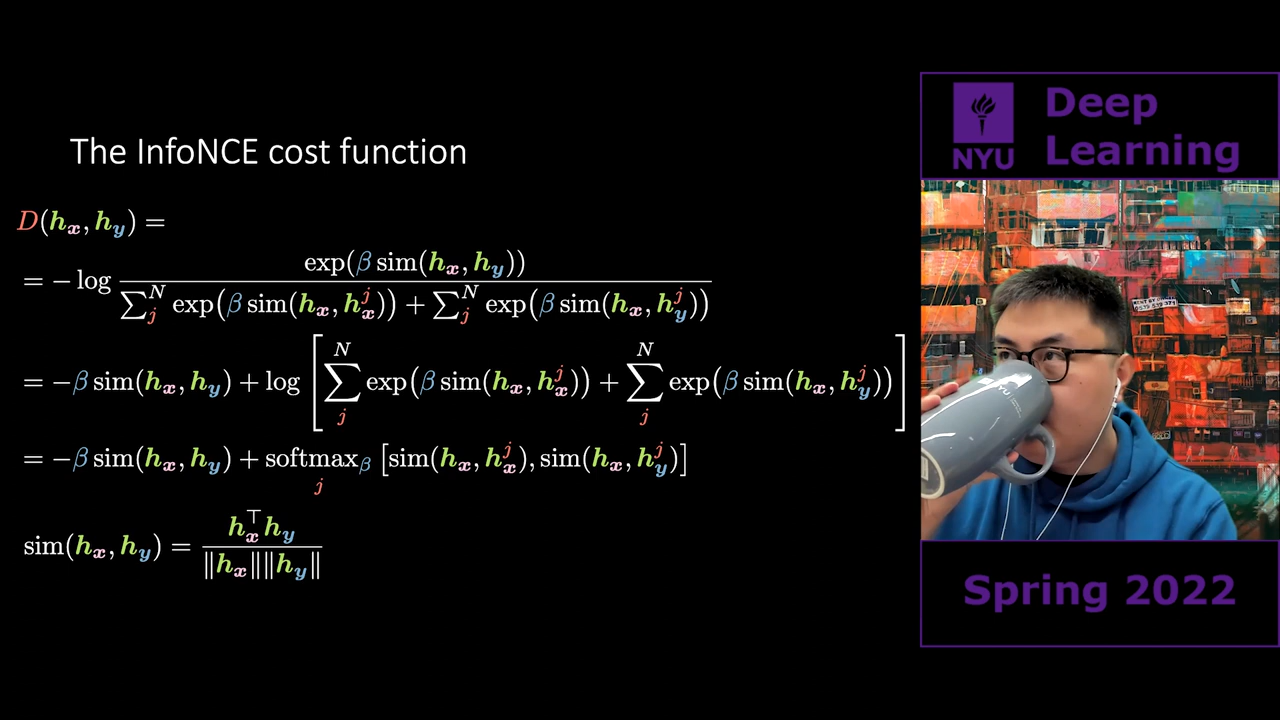 The InfoNCE cost function
D(h_x, h_y) =
= − log exp(β sim(h_x, h_y)) / ∑_j^N exp(β sim(h_x, h_x^j)) + ∑_j^N exp(β sim(h_x, h_y^j))
= −β sim(h_x, h_y) + log [ ∑_j^N exp(β sim(h_x, h_x^j)) + ∑_j^N exp(β sim(h_x, h_y^j)) ]
= −β sim(h_x, h_y) + softmax_β_j [sim(h_x, h_x^j), sim(h_x, h_y^j)]
sim(h_x, h_y) = h_x^⊤ h_y / ‖h_x‖‖h_y‖
NYU
Deep
Learning
NYU
Spring 2022